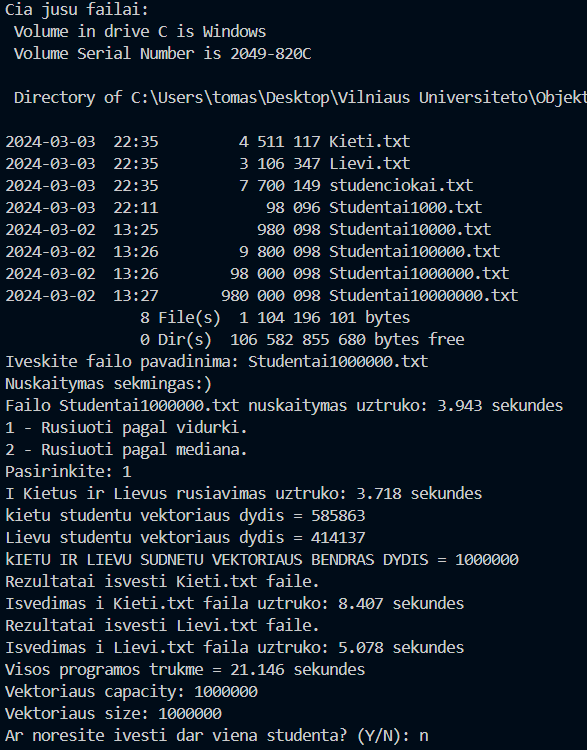 Cia jusu failai:
Volume in drive C is Windows
Volume Serial Number is 2049-820C
Directory of C:\Users\tomas\Desktop\Vilniaus Universiteto\Objekt
2024-03-03 22:35 4 511 117 Kieti.txt
2024-03-03 22:35 3 106 347 Lievi.txt
2024-03-03 22:35 7 700 149 studenciokai.txt
2024-03-03 22:11 98 096 Studentai1000.txt
2024-03-02 13:25 980 098 Studentai10000.txt
2024-03-02 13:26 9 800 098 Studentai100000.txt
2024-03-02 13:26 98 000 098 Studentai1000000.txt
2024-03-02 13:27 980 000 098 Studentai10000000.txt
8 File(s) 1 104 196 101 bytes
0 Dir(s) 106 582 855 680 bytes free
Iveskite failo pavadinima: Studentai1000000.txt
Nuskaitymas sekmingas:)
Failo Studentai1000000.txt nuskaitymas uztruko: 3.943 sekundes
1 - Rusiuoti pagal vidurki.
2 - Rusiuoti pagal mediana.
Pasirinkite: 1
I Kietus ir Lievus rusiavimas uztruko: 3.718 sekundes
kietu studentu vektoriaus dydis = 585863
Lievu studentu vektoriaus dydis = 414137
kIETU IR LIEVU SUDNETU VEKTORIAUS BENDRAS DYDIS = 1000000
Rezultatai isvesti Kieti.txt faile.
Isvedimas i Kieti.txt faila uztruko: 8.407 sekundes
Rezultatai isvesti Lievi.txt faile.
Isvedimas i Lievi.txt faila uztruko: 5.078 sekundes
Visos programos trukme = 21.146 sekundes
Vektoriaus capacity: 1000000
Vektoriaus size: 1000000
Ar noresite ivesti dar viena studenta? (Y/N): n